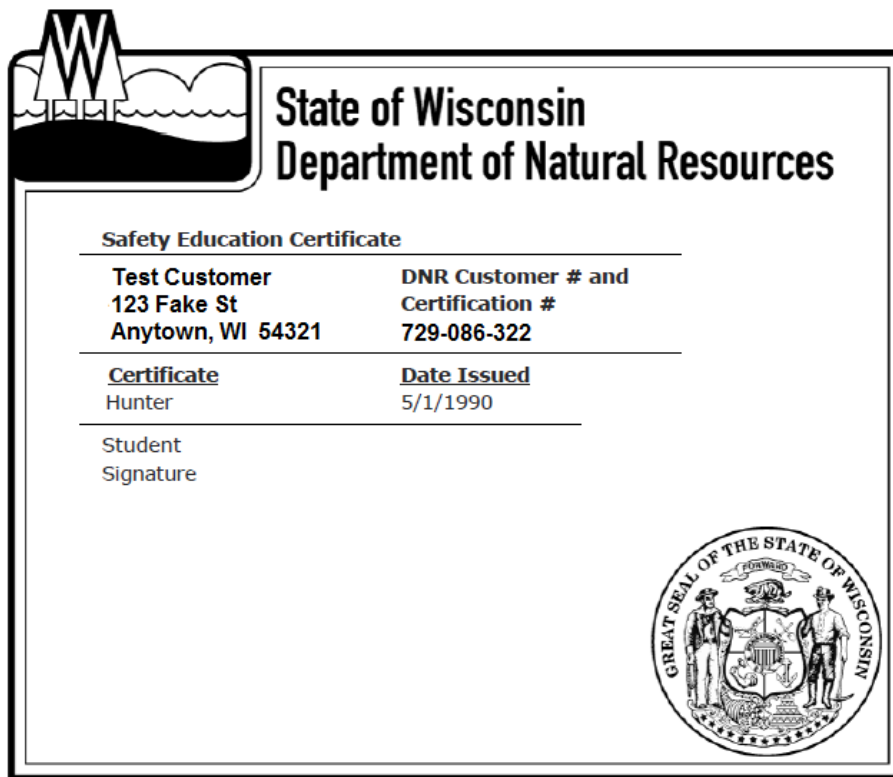 W
State of Wisconsin
Department of Natural Resources
Safety Education Certificate
Test Customer
123 Fake St
Anytown, WI 54321
DNR Customer # and
Certification #
729-086-322
Certificate
Hunter
Date Issued
5/1/1990
Student
Signature
GREAT SEAL OF THE STATE OF WISCONSIN
FORWARD